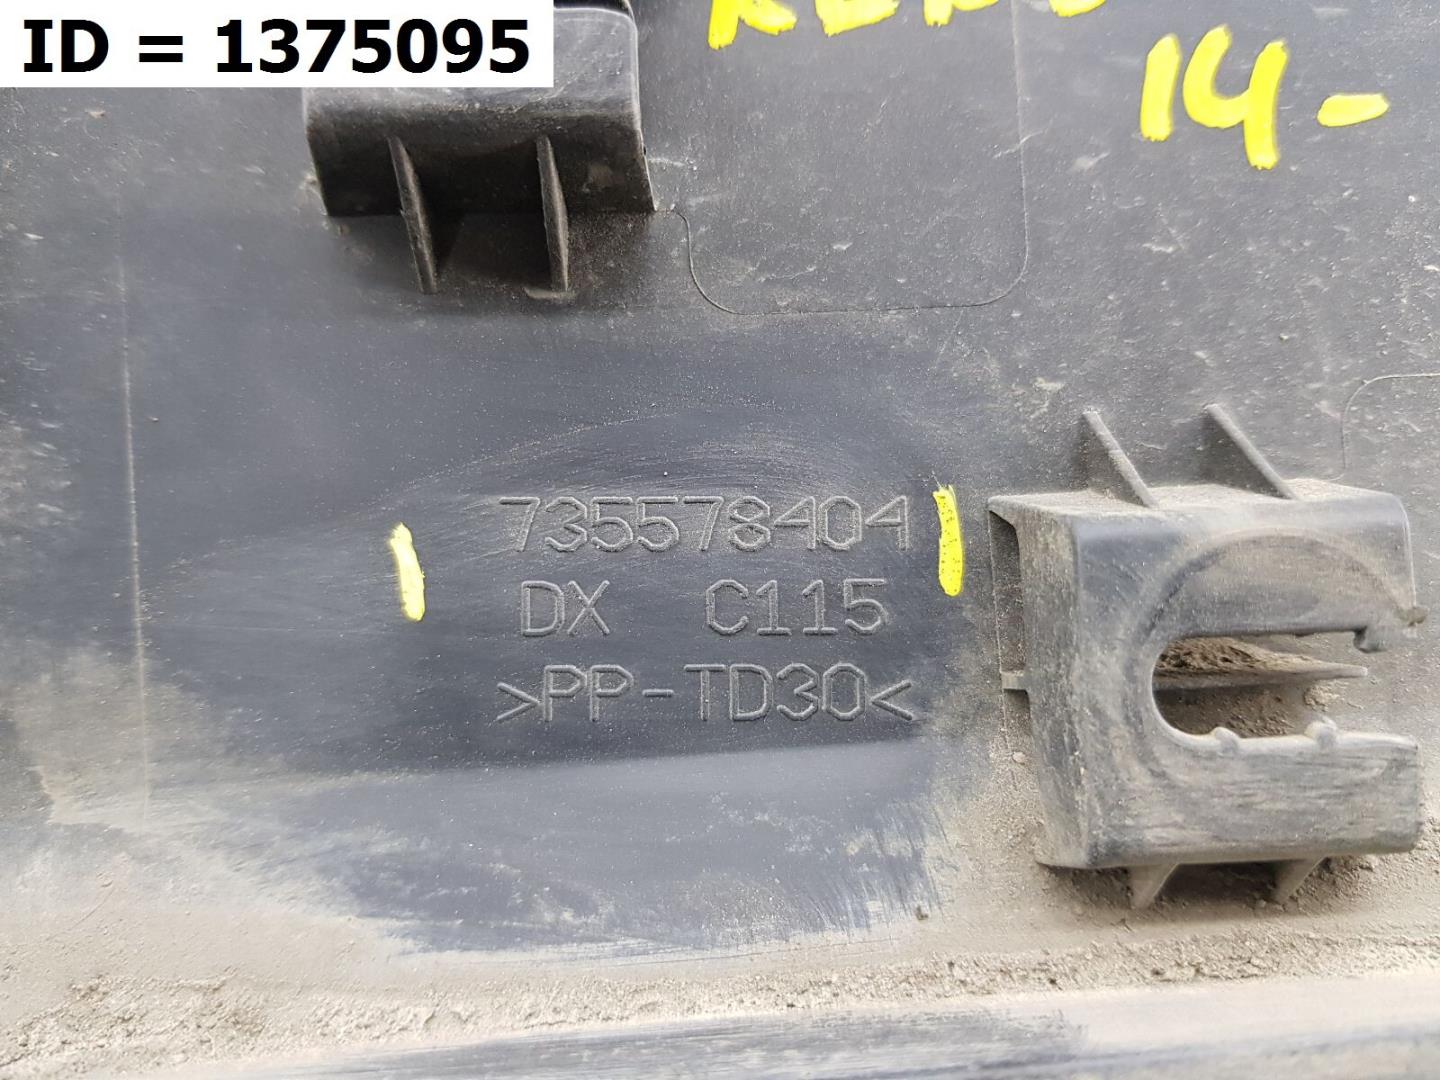 ID = 1375095
14-
735578404
DX C115
>PP-TD30<